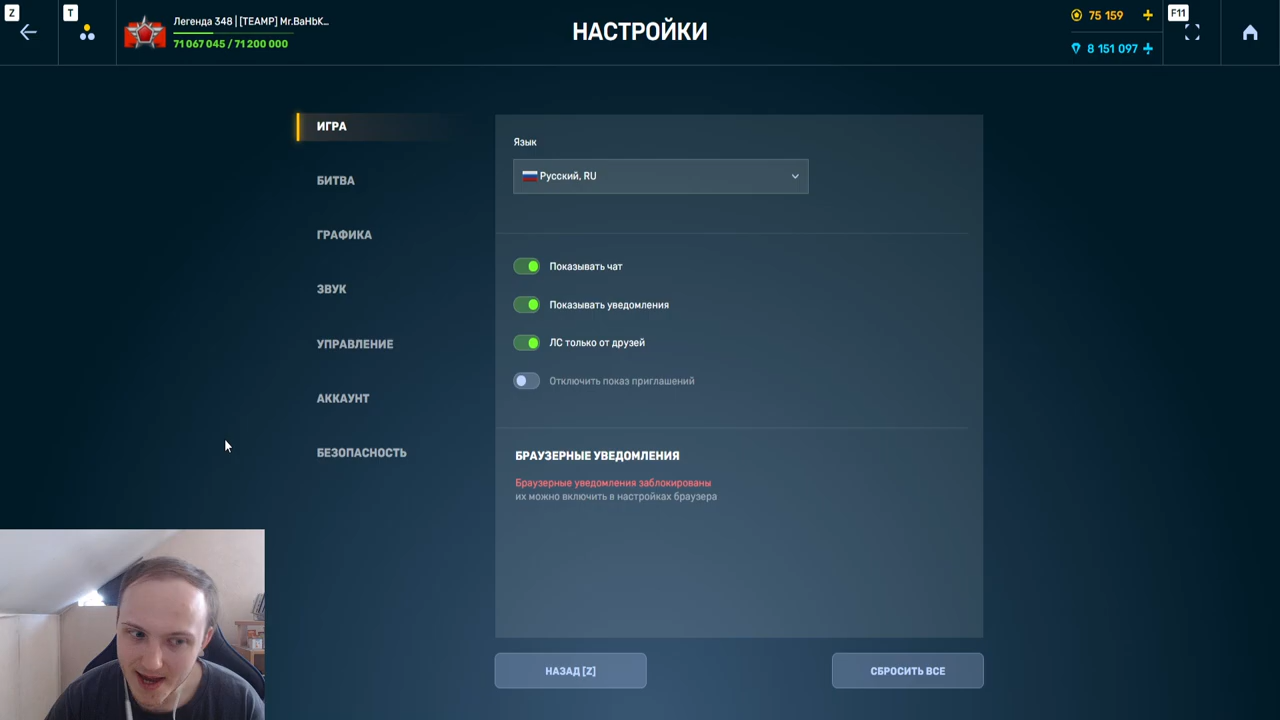 Z
T
Легенда 348 | [TEAMP] Mr.BaHbK...
71 067 045 / 71 200 000
НАСТРОЙКИ
75 159
8 151 097
F11
ИГРА
БИТВА
ГРАФИКА
ЗВУК
УПРАВЛЕНИЕ
АККАУНТ
БЕЗОПАСНОСТЬ
Язык
Русский, RU
Показывать чат
Показывать уведомления
ЛС только от друзей
Отключить показ приглашений
БРАУЗЕРНЫЕ УВЕДОМЛЕНИЯ
Браузерные уведомления заблокированы
их можно включить в настройках браузера
НАЗАД [Z]
СБРОСИТЬ ВСЕ